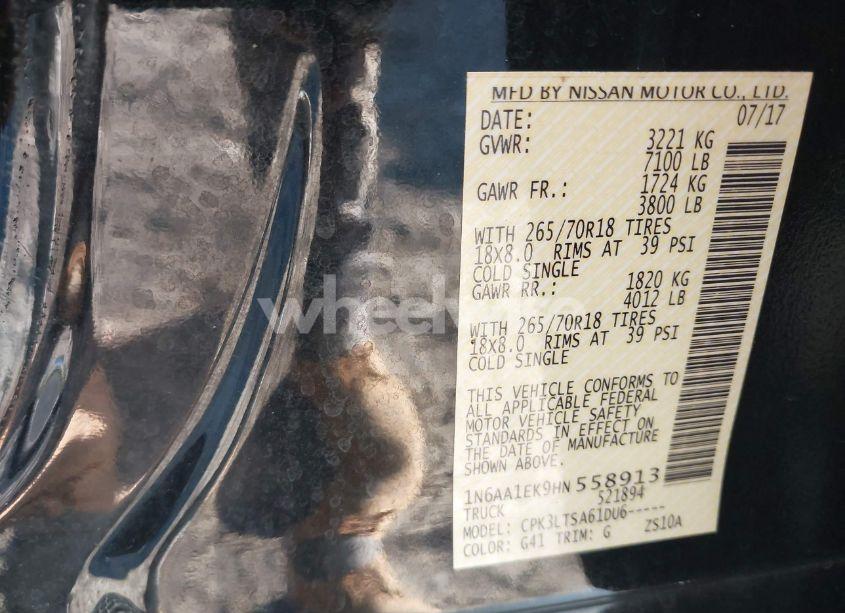 MFD BY NISSAN MOTOR CO., LTD.
DATE: 07/17
GVWR: 3221 KG
7100 LB
GAWR FR.: 1724 KG
3800 LB
WITH 265/70R18 TIRES
18X8.0 RIMS AT 39 PSI
COLD SINGLE
GAWR RR.: 1820 KG
4012 LB
WITH 265/70R18 TIRES
18X8.0 RIMS AT 39 PSI
COLD SINGLE
THIS VEHICLE CONFORMS TO
ALL APPLICABLE FEDERAL
MOTOR VEHICLE SAFETY
STANDARDS IN EFFECT ON
THE DATE OF MANUFACTURE
SHOWN ABOVE.
1N6AA1EK9HN 558913
TRUCK 521894
MODEL: CPK3LTSA61DU6-----
COLOR: G41 TRIM: G ZS10A